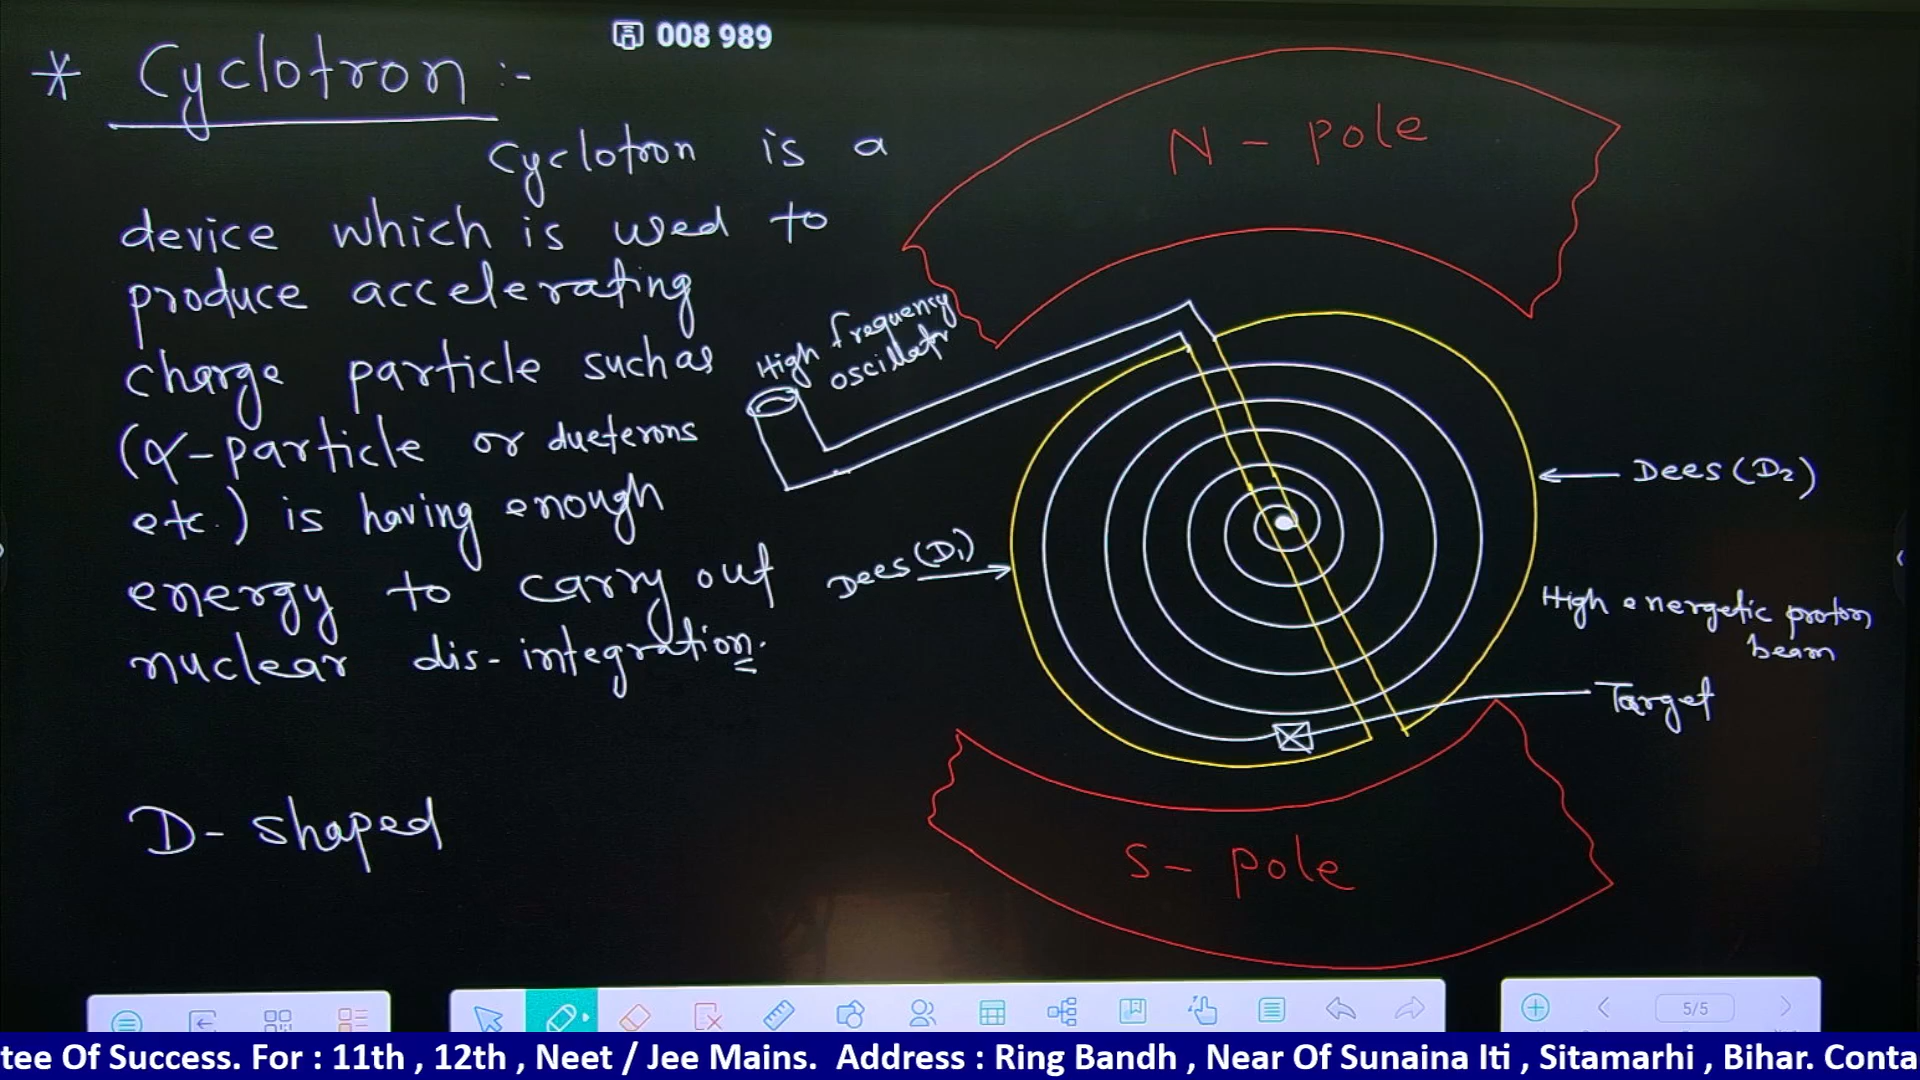 008 989
* Cyclotron :-
Cyclotron is a
device which is used to
produce accelerating
charge particle such as
(α-particle or dueterons
etc.) is having enough
energy to carry out
nuclear dis-integration.
D- shaped
N - pole
High frequency
oscillator
Dees (D₂)
Dees (D₁)
High energetic proton
beam
Target
S - pole
5/5
tee Of Success. For : 11th , 12th , Neet / Jee Mains. Address : Ring Bandh , Near Of Sunaina Iti , Sitamarhi , Bihar. Conta